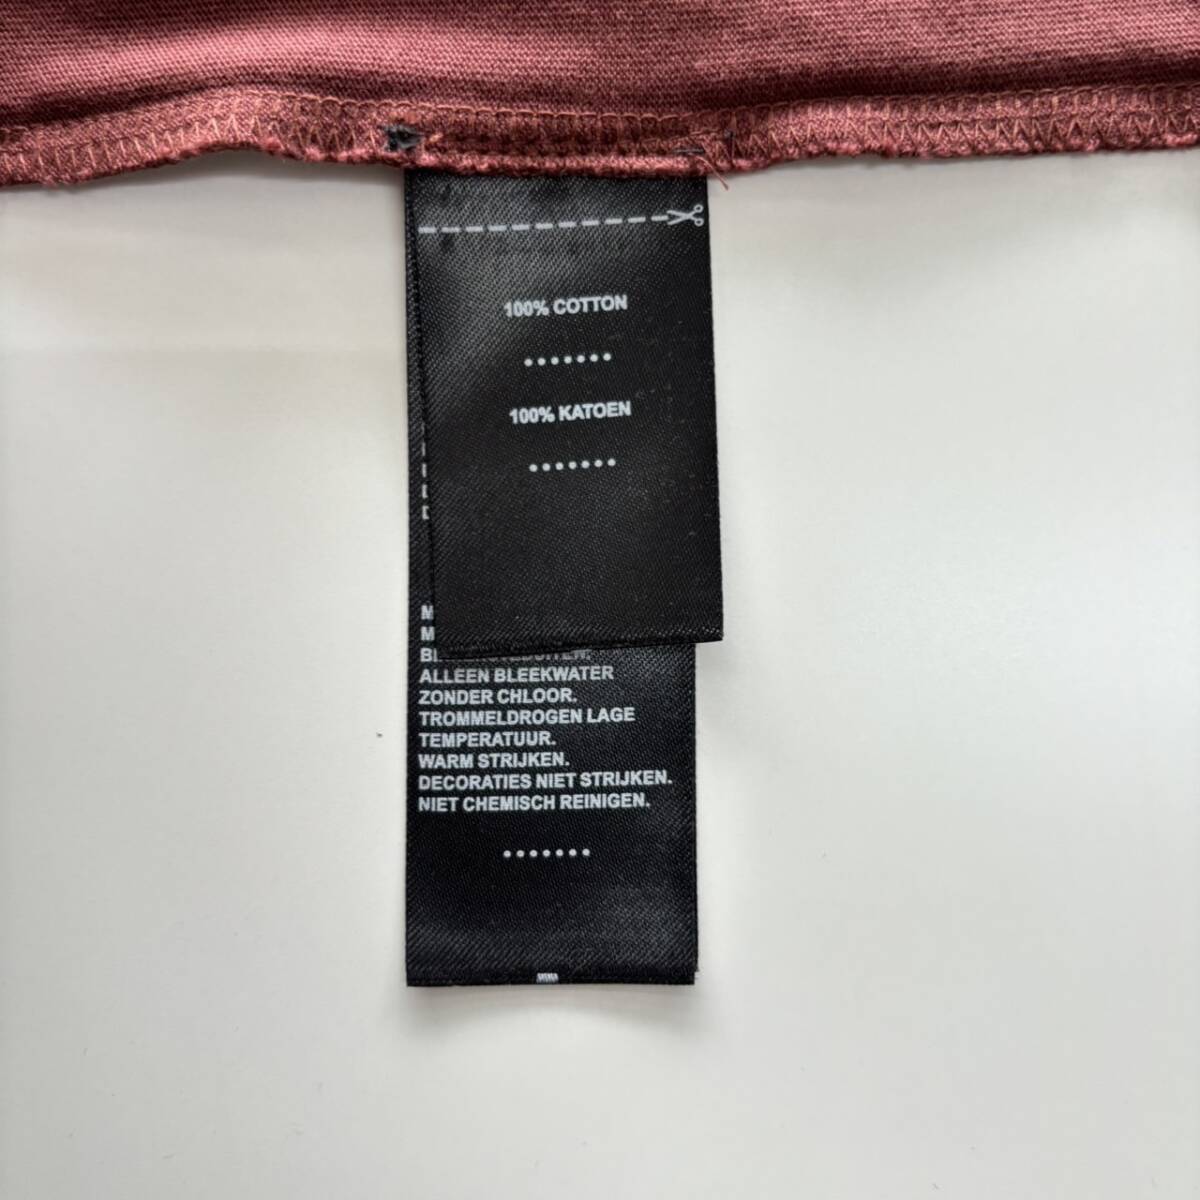 100% COTTON
100% KATOEN
ALLEEN BLEEKWATER
ZONDER CHLOOR.
TROMMELDROGEN LAGE
TEMPERATUUR.
WARM STRIJKEN.
DECORATIES NIET STRIJKEN.
NIET CHEMISCH REINIGEN.